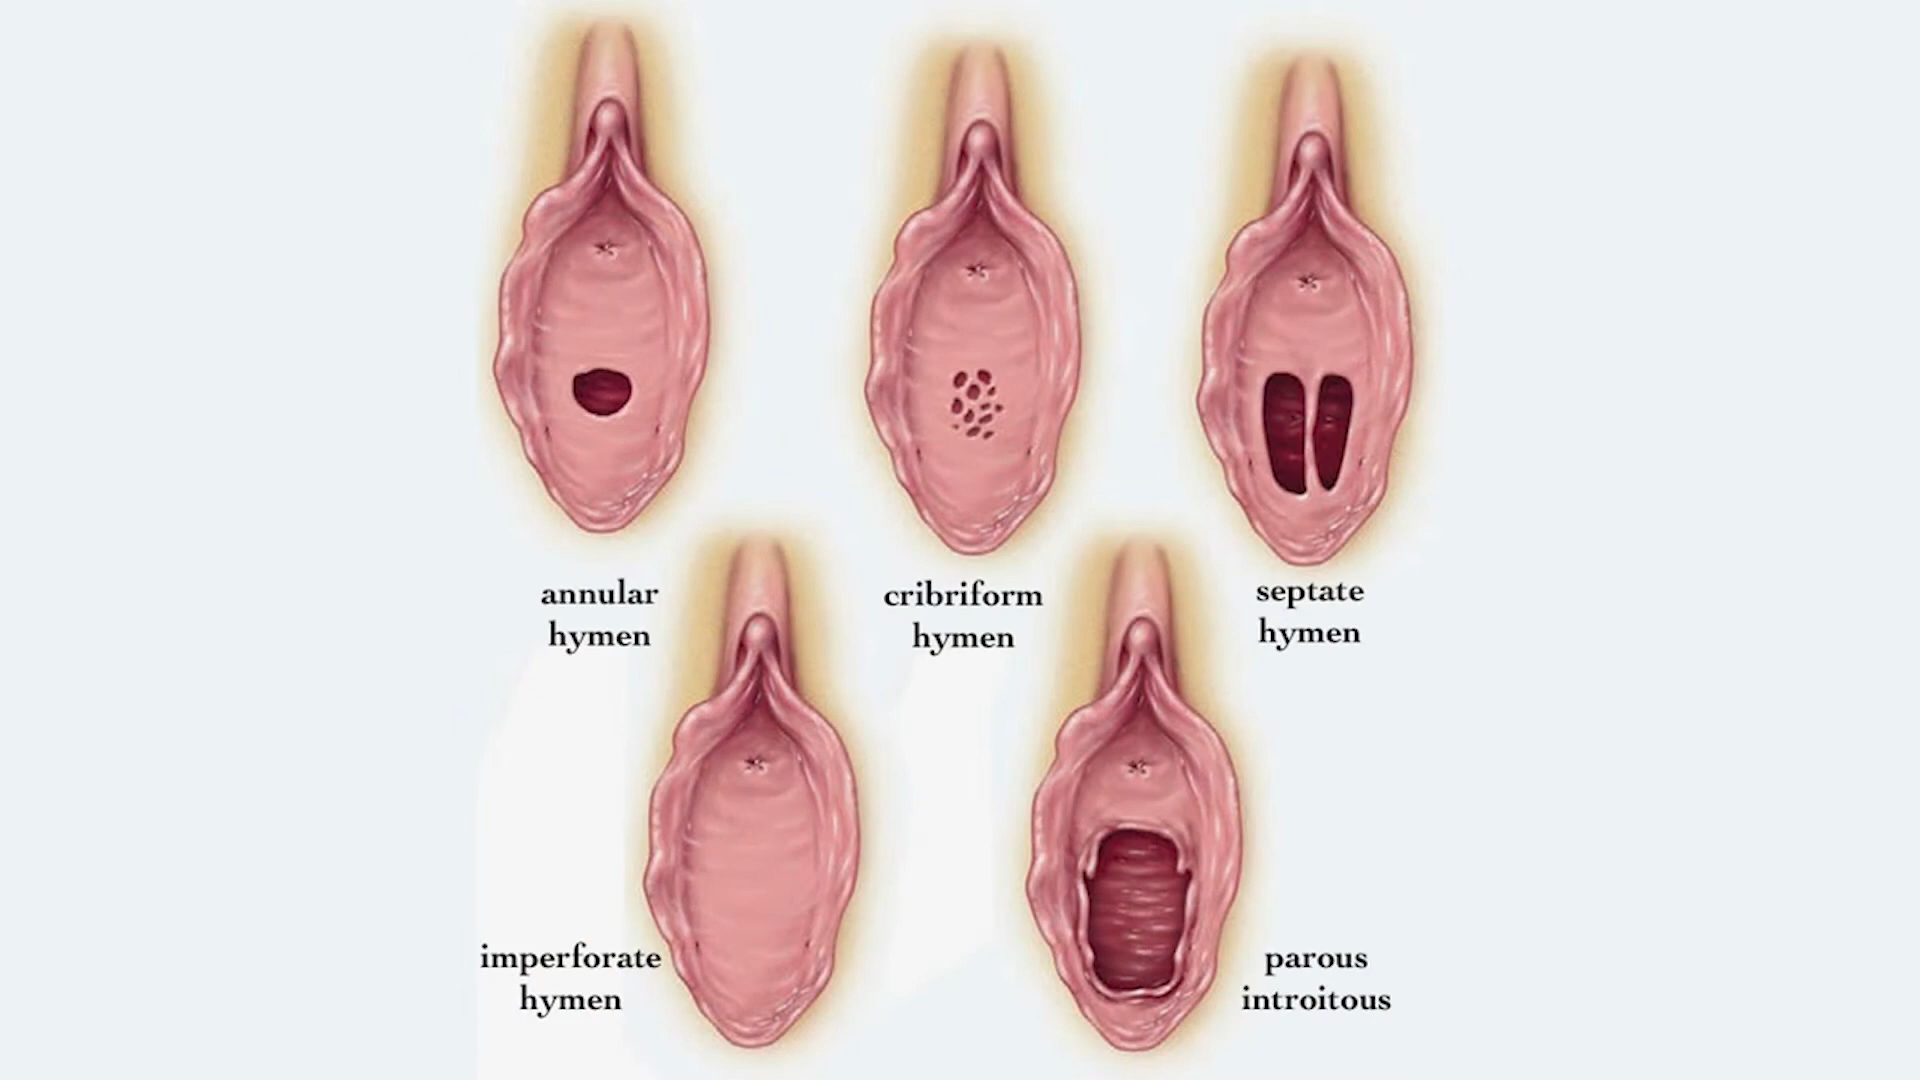 annular
hymen
cribriform
hymen
septate
hymen
imperforate
hymen
parous
introitous